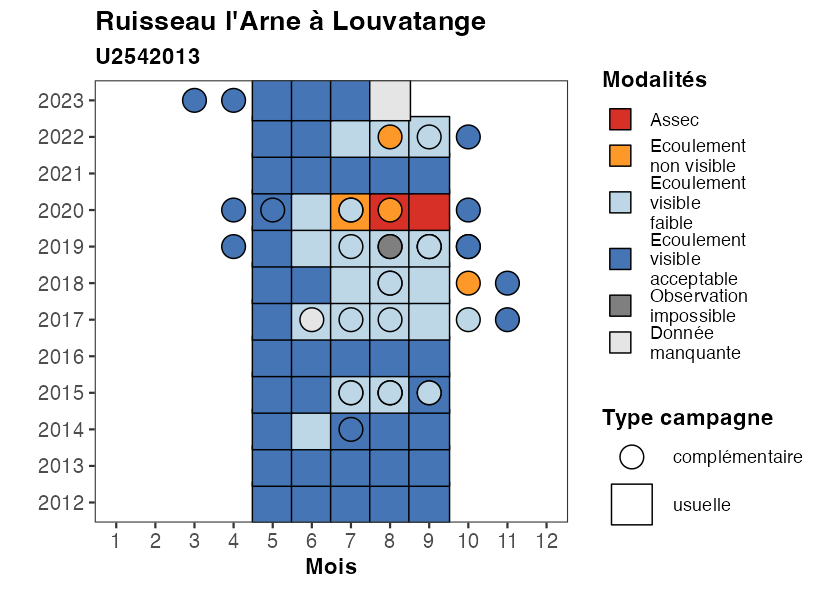 Ruisseau l'Arne à Louvatange
U2542013
2023
2022
2021
2020
2019
2018
2017
2016
2015
2014
2013
2012
1 2 3 4 5 6 7 8 9 10 11 12
Mois
Modalités
Assec
Ecoulement
non visible
Ecoulement
visible
faible
Ecoulement
visible
acceptable
Observation
impossible
Donnée
manquante
Type campagne
complémentaire
usuelle